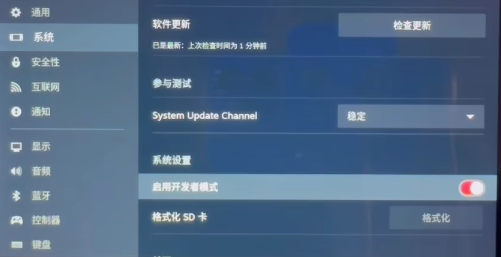 通用
系统
安全性
互联网
通知
显示
音频
蓝牙
控制器
键盘
软件更新
检查更新
已是最新：上次检查时间为 1 分钟前
参与测试
System Update Channel
稳定
系统设置
启用开发者模式
格式化 SD 卡
格式化